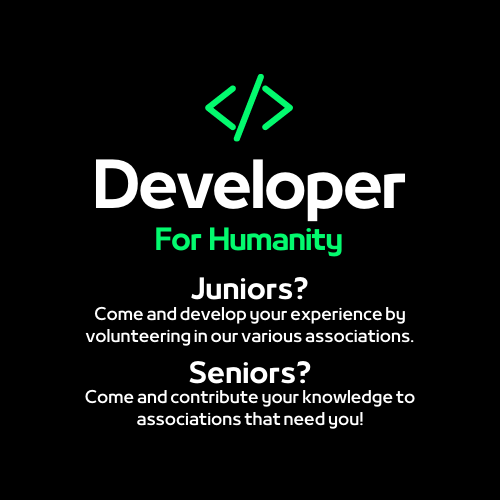 </>
Developer
For Humanity
Juniors?
Come and develop your experience by
volunteering in our various associations.
Seniors?
Come and contribute your knowledge to
associations that need you!